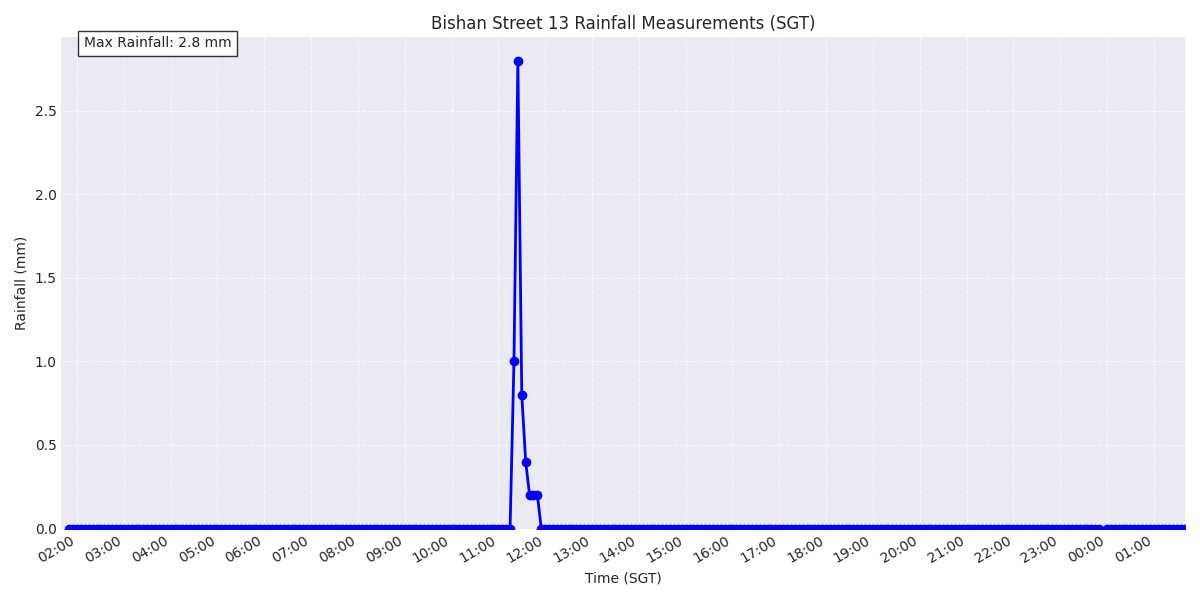 Bishan Street 13 Rainfall Measurements (SGT)
Max Rainfall: 2.8 mm
Rainfall (mm)
2.5
2.0
1.5
1.0
0.5
0.0
02:00 03:00 04:00 05:00 06:00 07:00 08:00 09:00 10:00 11:00 12:00 13:00 14:00 15:00 16:00 17:00 18:00 19:00 20:00 21:00 22:00 23:00 00:00 01:00
Time (SGT)